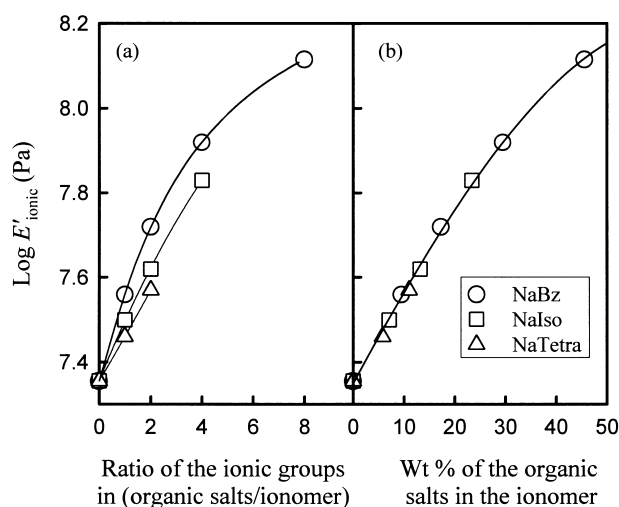 8.2
8.0
7.8
7.6
7.4
Log E′ionic (Pa)
(a)
(b)
NaBz
NaIso
NaTetra
0 2 4 6 8 0 10 20 30 40 50
Ratio of the ionic groups
in (organic salts/ionomer)
Wt % of the organic
salts in the ionomer